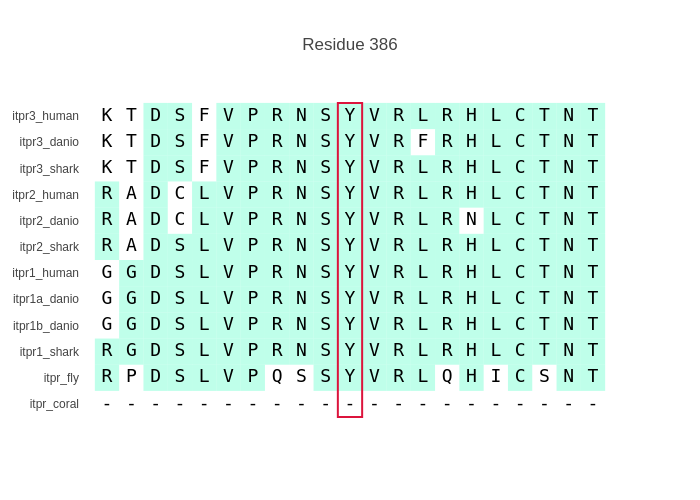 Residue 386
itpr3_human K T D S F V P R N S Y V R L R H L C T N T
itpr3_danio K T D S F V P R N S Y V R F R H L C T N T
itpr3_shark K T D S F V P R N S Y V R L R H L C T N T
itpr2_human R A D C L V P R N S Y V R L R H L C T N T
itpr2_danio R A D C L V P R N S Y V R L R N L C T N T
itpr2_shark R A D S L V P R N S Y V R L R H L C T N T
itpr1_human G G D S L V P R N S Y V R L R H L C T N T
itpr1a_danio G G D S L V P R N S Y V R L R H L C T N T
itpr1b_danio G G D S L V P R N S Y V R L R H L C T N T
itpr1_shark R G D S L V P R N S Y V R L R H L C T N T
itpr_fly R P D S L V P Q S S Y V R L Q H I C S N T
itpr_coral - - - - - - - - - - - - - - - - - - - - -